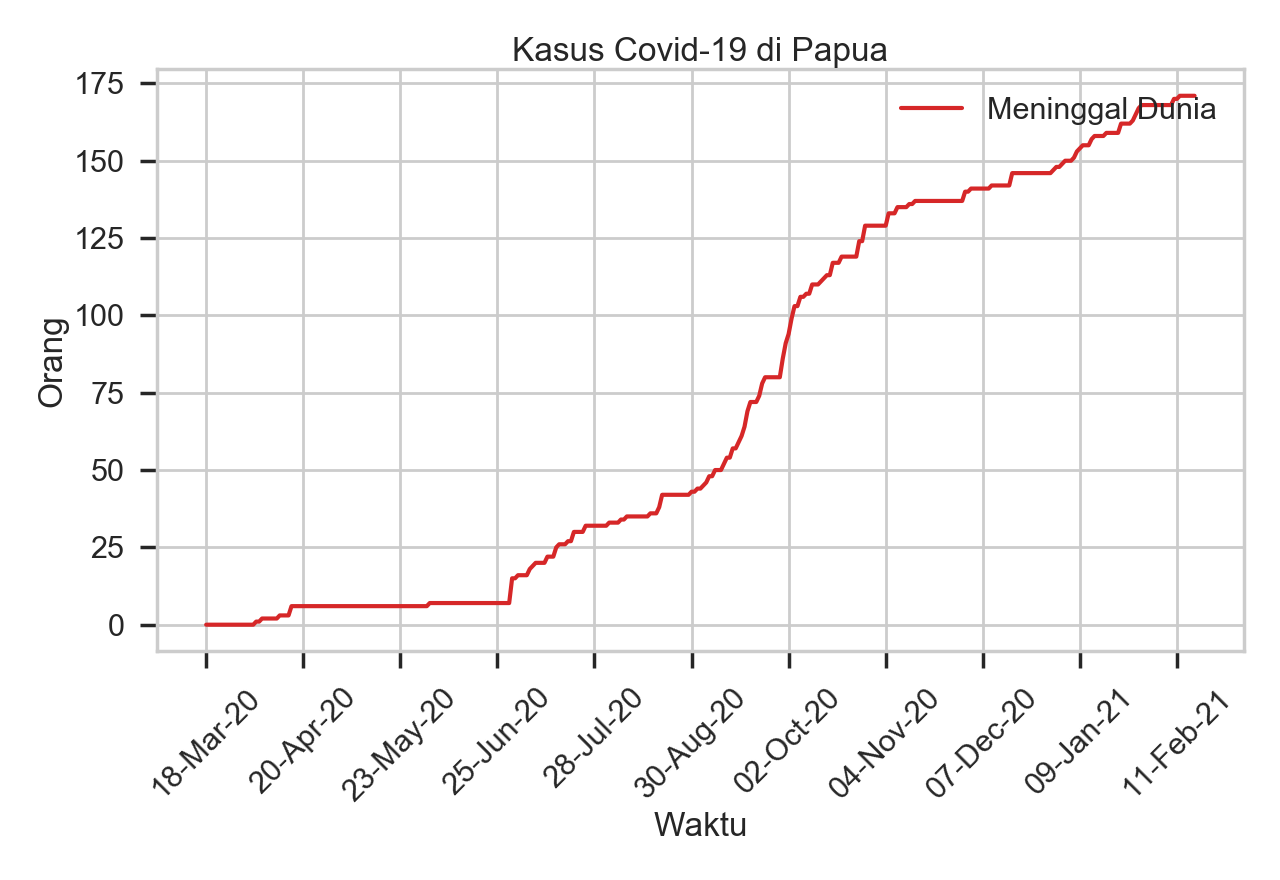 Kasus Covid-19 di Papua
Meninggal Dunia
175
150
125
100
75
50
25
0
Orang
18-Mar-20
20-Apr-20
23-May-20
25-Jun-20
28-Jul-20
30-Aug-20
02-Oct-20
04-Nov-20
07-Dec-20
09-Jan-21
11-Feb-21
Waktu